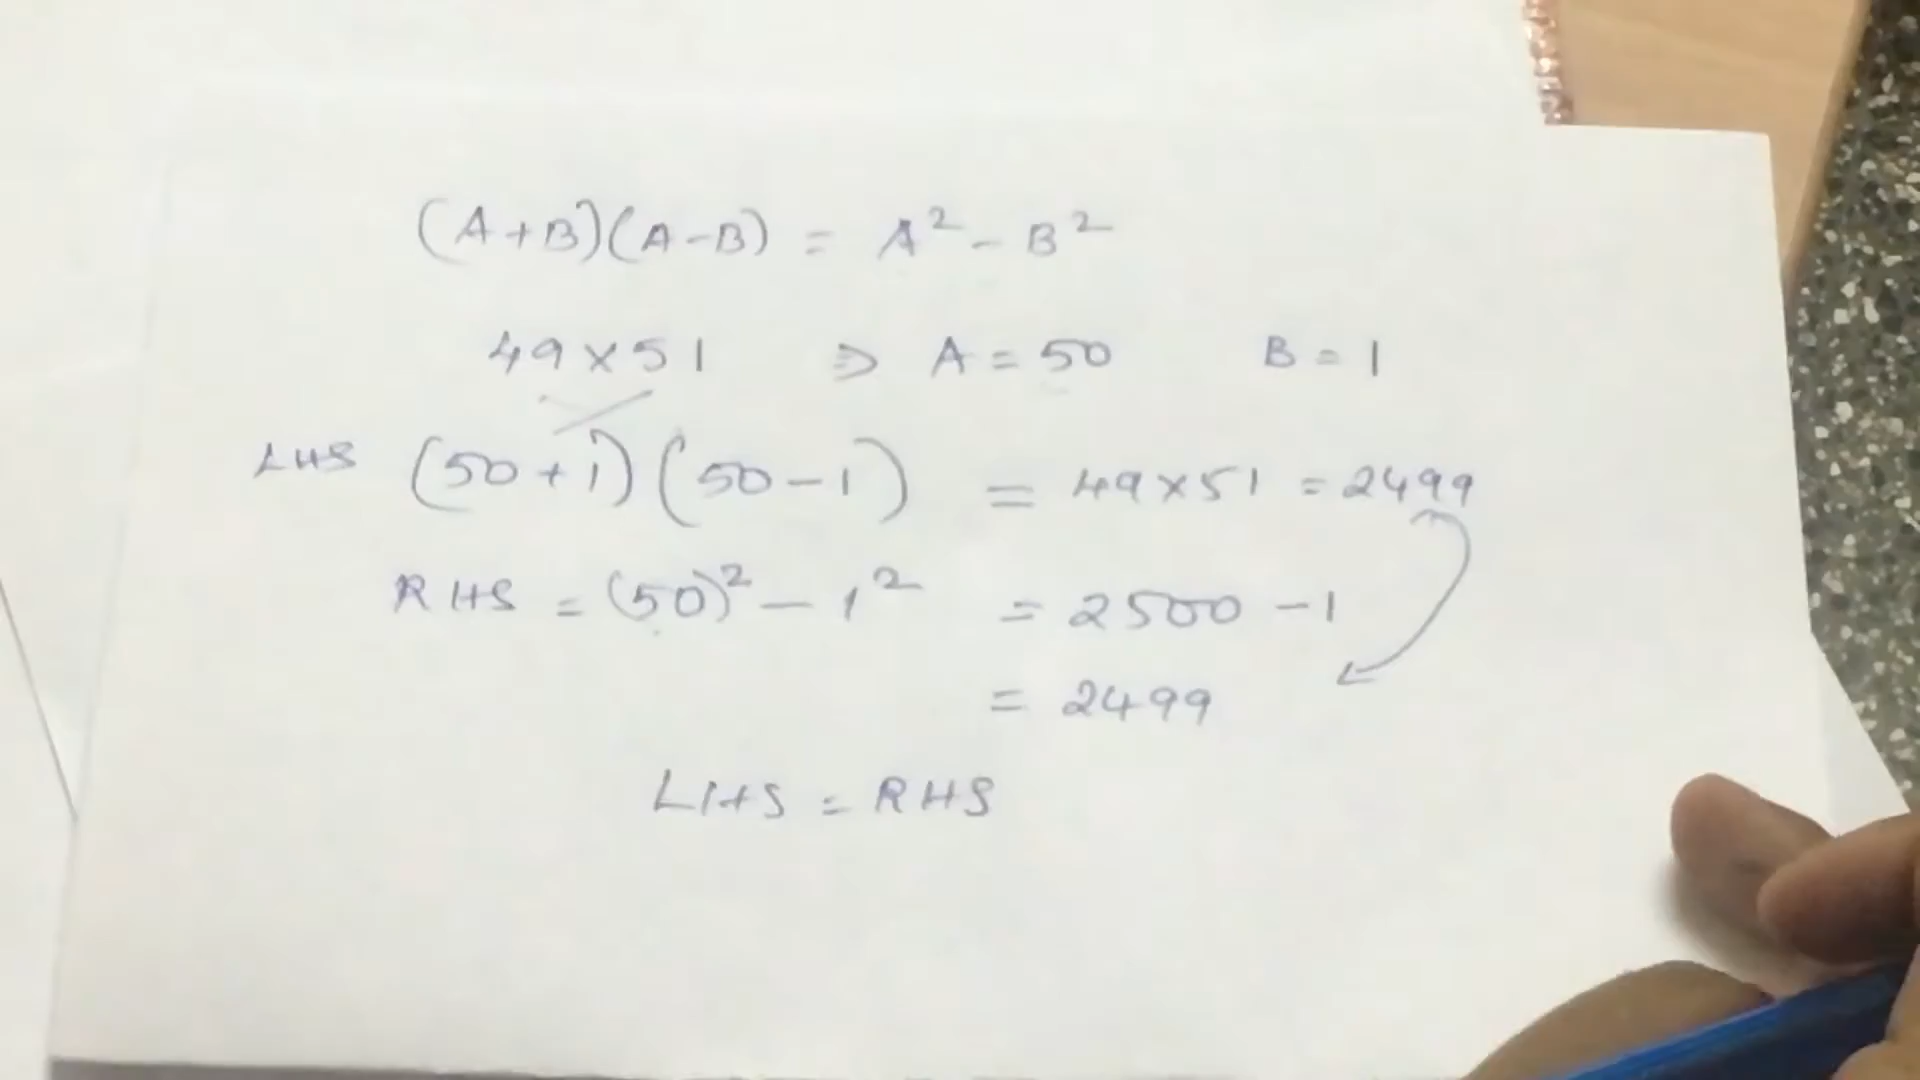 (A+B)(A-B) = A² - B²
49×51 ⇒ A = 50 B = 1
LHS (50+1)(50-1) = 49×51 = 2499
RHS = (50)² - 1² = 2500 - 1
= 2499
LHS = RHS